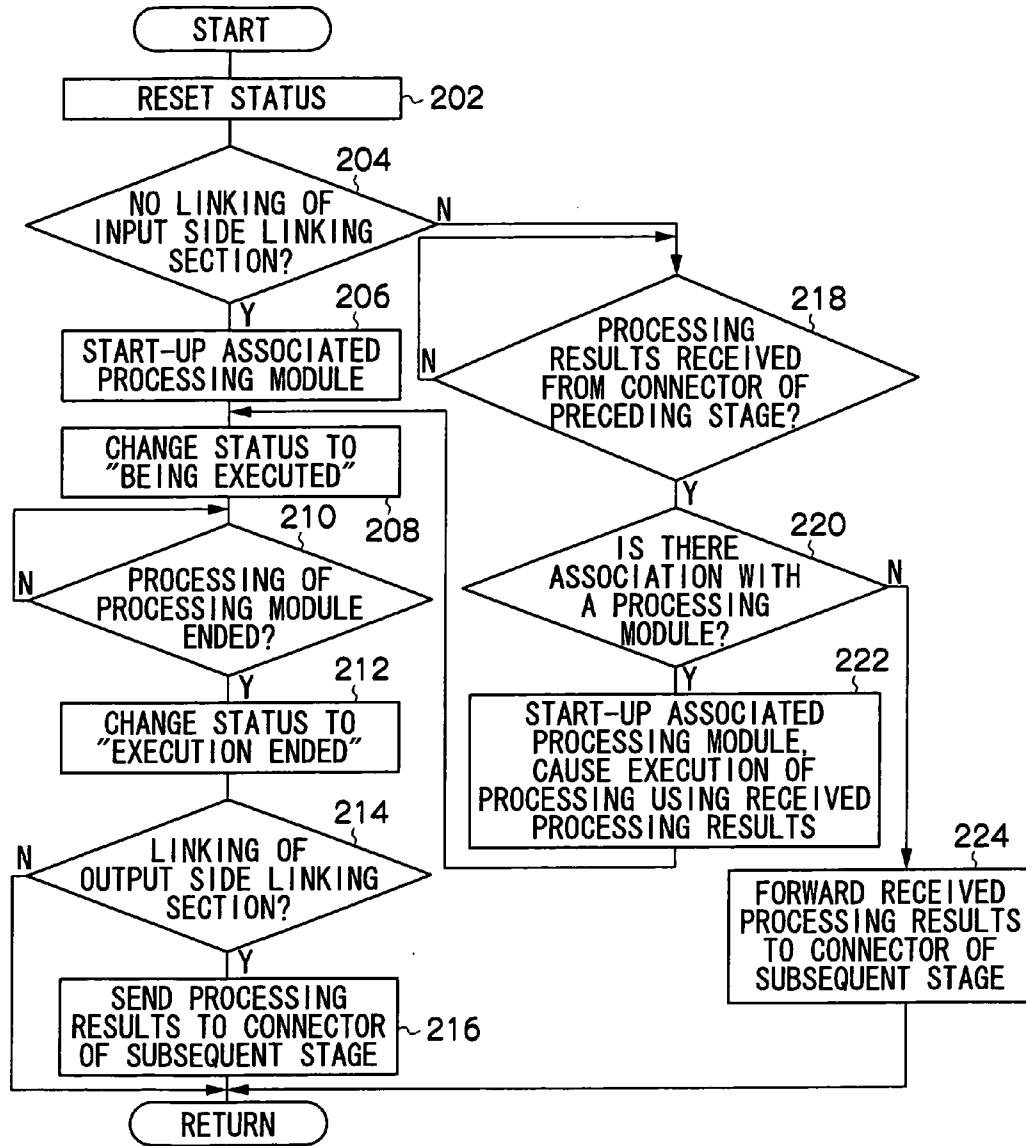 START
RESET STATUS
202
204
NO LINKING OF
INPUT SIDE LINKING
SECTION?
N
Y
206
START-UP ASSOCIATED
PROCESSING MODULE
CHANGE STATUS TO
"BEING EXECUTED"
208
210
N
PROCESSING OF
PROCESSING MODULE
ENDED?
Y
212
CHANGE STATUS TO
"EXECUTION ENDED"
214
N
LINKING OF
OUTPUT SIDE LINKING
SECTION?
Y
SEND PROCESSING
RESULTS TO CONNECTOR
OF SUBSEQUENT STAGE
216
RETURN
218
PROCESSING
RESULTS RECEIVED
FROM CONNECTOR OF
PRECEDING STAGE?
N
Y
220
IS THERE
ASSOCIATION WITH
A PROCESSING
MODULE?
N
Y
222
START-UP ASSOCIATED
PROCESSING MODULE,
CAUSE EXECUTION OF
PROCESSING USING RECEIVED
PROCESSING RESULTS
224
FORWARD RECEIVED
PROCESSING RESULTS
TO CONNECTOR OF
SUBSEQUENT STAGE